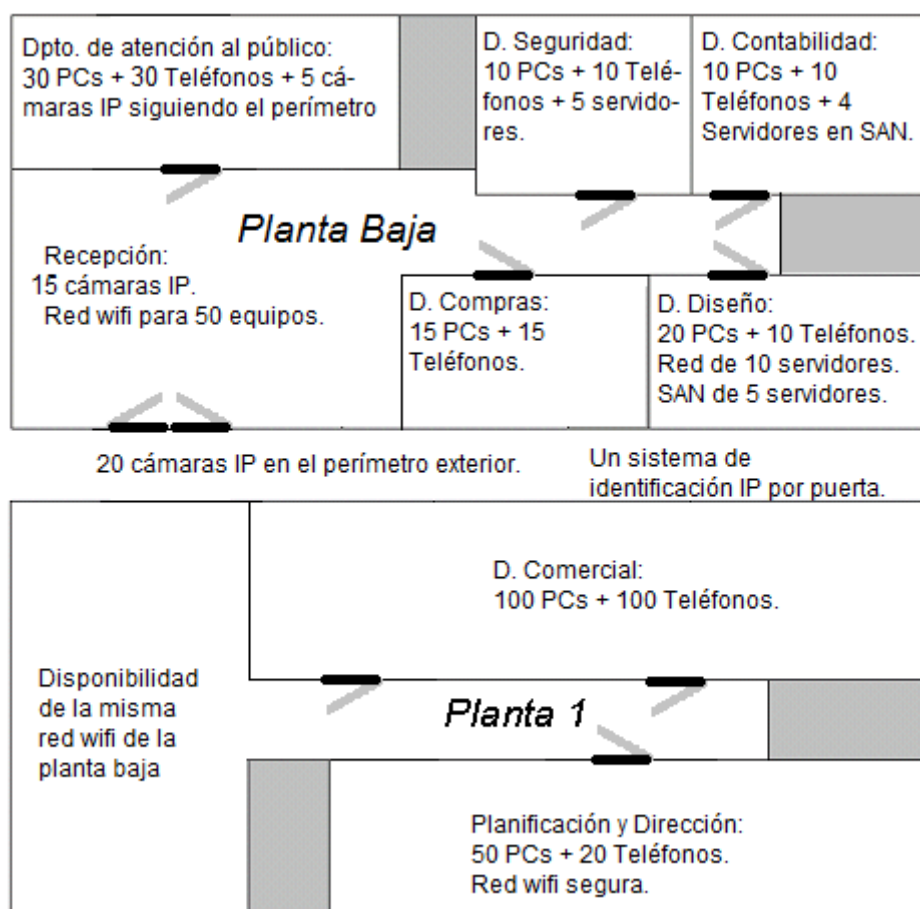 Dpto. de atención al público:
30 PCs + 30 Teléfonos + 5 cá-
maras IP siguiendo el perímetro
D. Seguridad:
10 PCs + 10 Telé-
fonos + 5 servido-
res.
D. Contabilidad:
10 PCs + 10
Teléfonos + 4
Servidores en SAN.
Planta Baja
Recepción:
15 cámaras IP.
Red wifi para 50 equipos.
D. Compras:
15 PCs + 15
Teléfonos.
D. Diseño:
20 PCs + 10 Teléfonos.
Red de 10 servidores.
SAN de 5 servidores.
20 cámaras IP en el perímetro exterior.
Un sistema de
identificación IP por puerta.
D. Comercial:
100 PCs + 100 Teléfonos.
Disponibilidad
de la misma
red wifi de la
planta baja
Planta 1
Planificación y Dirección:
50 PCs + 20 Teléfonos.
Red wifi segura.